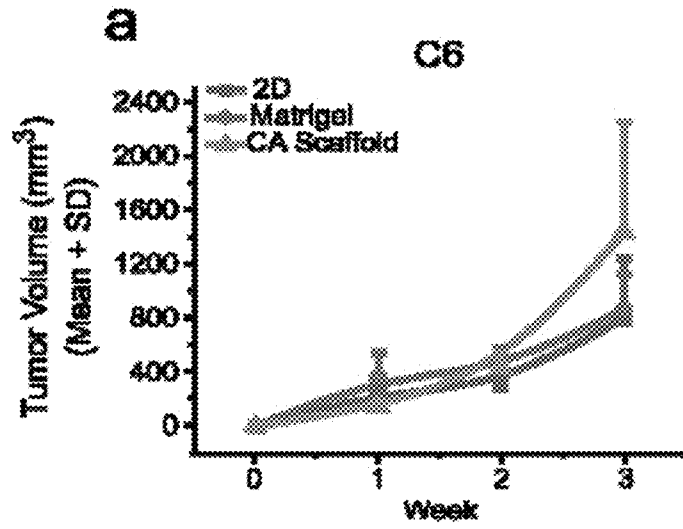 a
C6
2D
Matrigel
CA Scaffold
Tumor Volume (mm³)
(Mean + SD)
2400
2000
1600
1200
800
400
0
0 1 2 3
Week